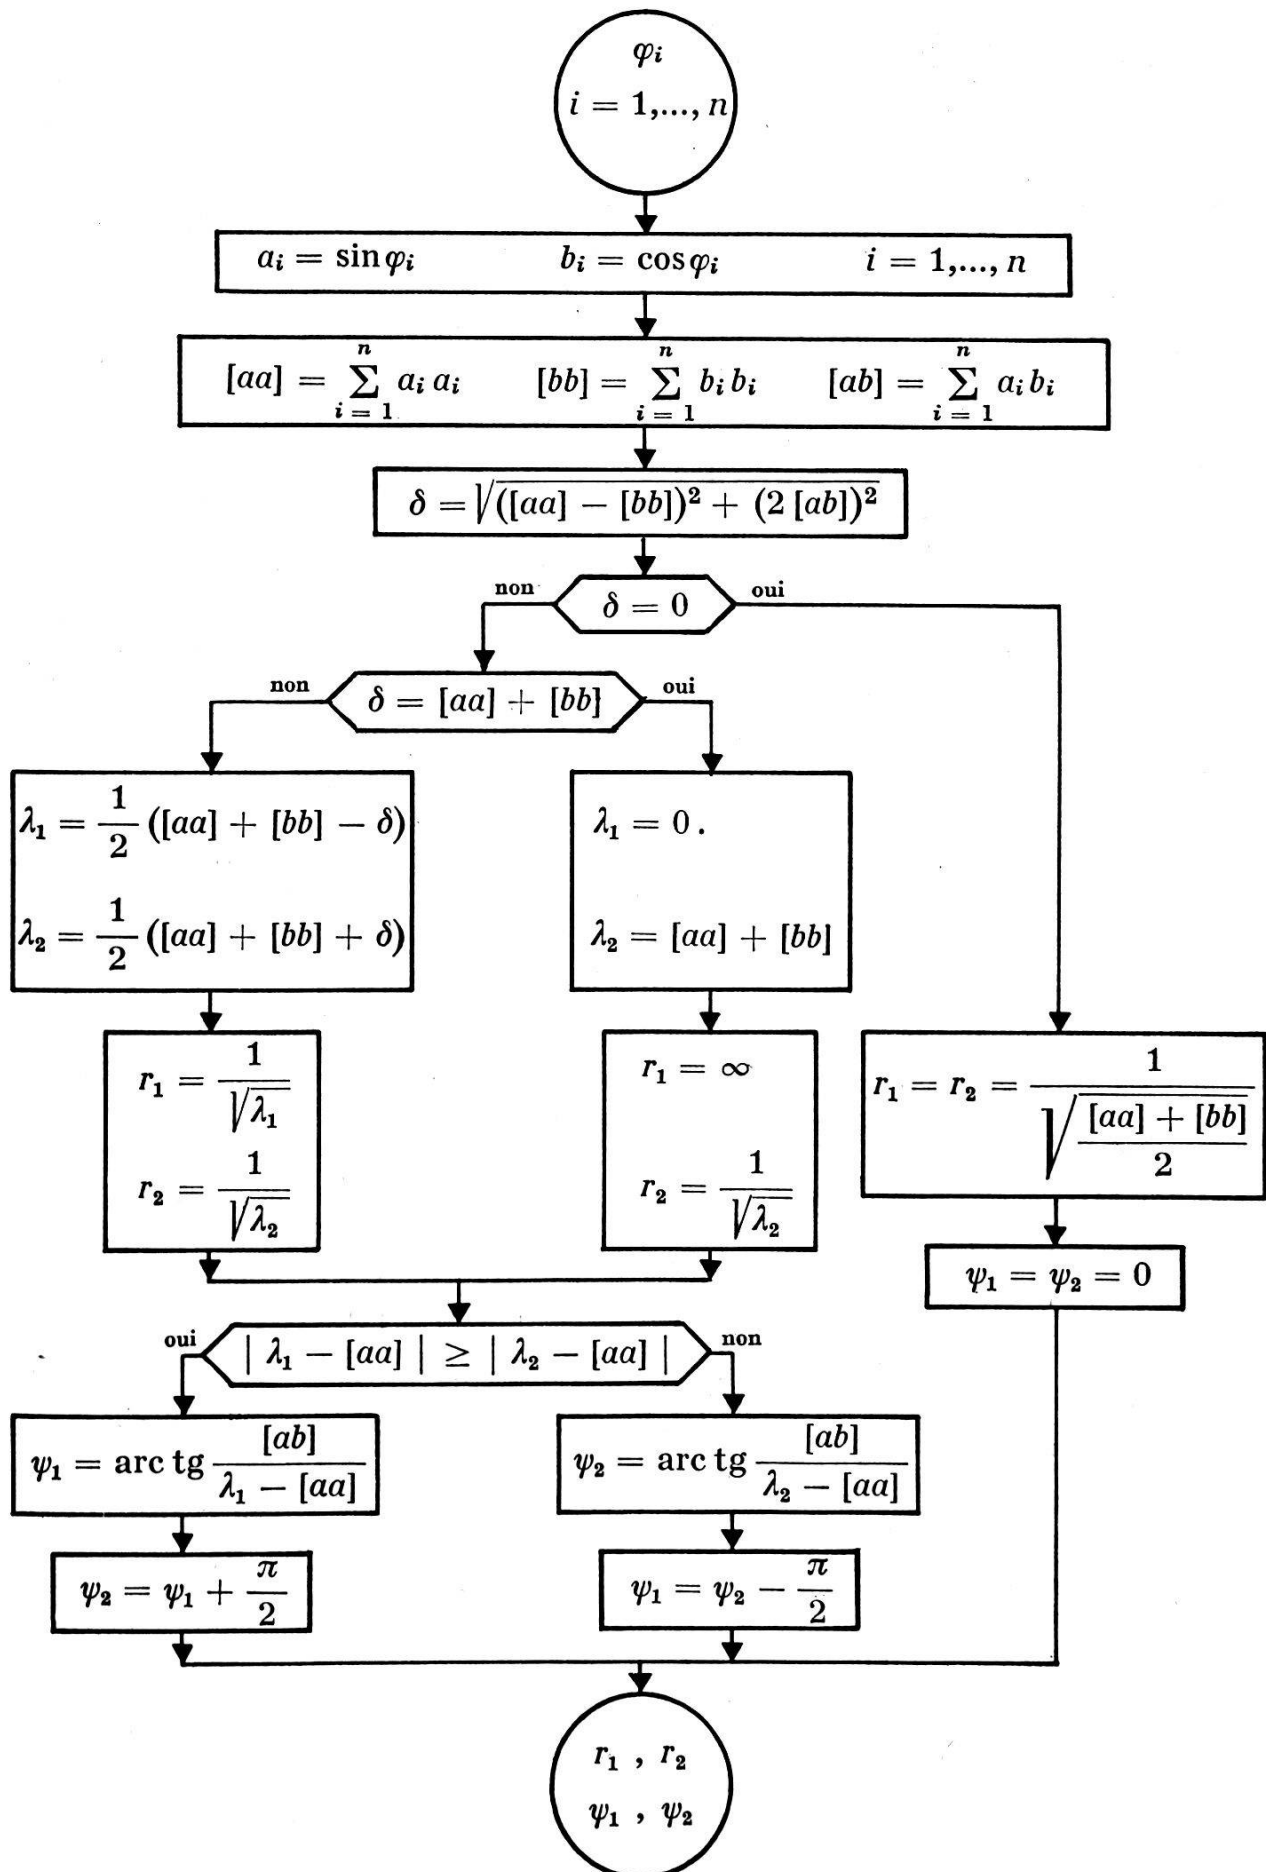 φᵢ
i = 1,..., n
aᵢ = sin φᵢ bᵢ = cos φᵢ i = 1,..., n
[aa] = ∑ⁿᵢ₌₁ aᵢ aᵢ [bb] = ∑ⁿᵢ₌₁ bᵢ bᵢ [ab] = ∑ⁿᵢ₌₁ aᵢ bᵢ
δ = √(([aa] − [bb])² + (2 [ab])²)
non δ = 0 oui
non δ = [aa] + [bb] oui
λ₁ = 1/2 ([aa] + [bb] − δ)
λ₂ = 1/2 ([aa] + [bb] + δ)
λ₁ = 0 .
λ₂ = [aa] + [bb]
r₁ = 1/√λ₁
r₂ = 1/√λ₂
r₁ = ∞
r₂ = 1/√λ₂
r₁ = r₂ = 1/√(([aa] + [bb])/2)
ψ₁ = ψ₂ = 0
oui | λ₁ − [aa] | ≥ | λ₂ − [aa] | non
ψ₁ = arc tg [ab]/(λ₁ − [aa])
ψ₂ = ψ₁ + π/2
ψ₂ = arc tg [ab]/(λ₂ − [aa])
ψ₁ = ψ₂ − π/2
r₁ , r₂
ψ₁ , ψ₂